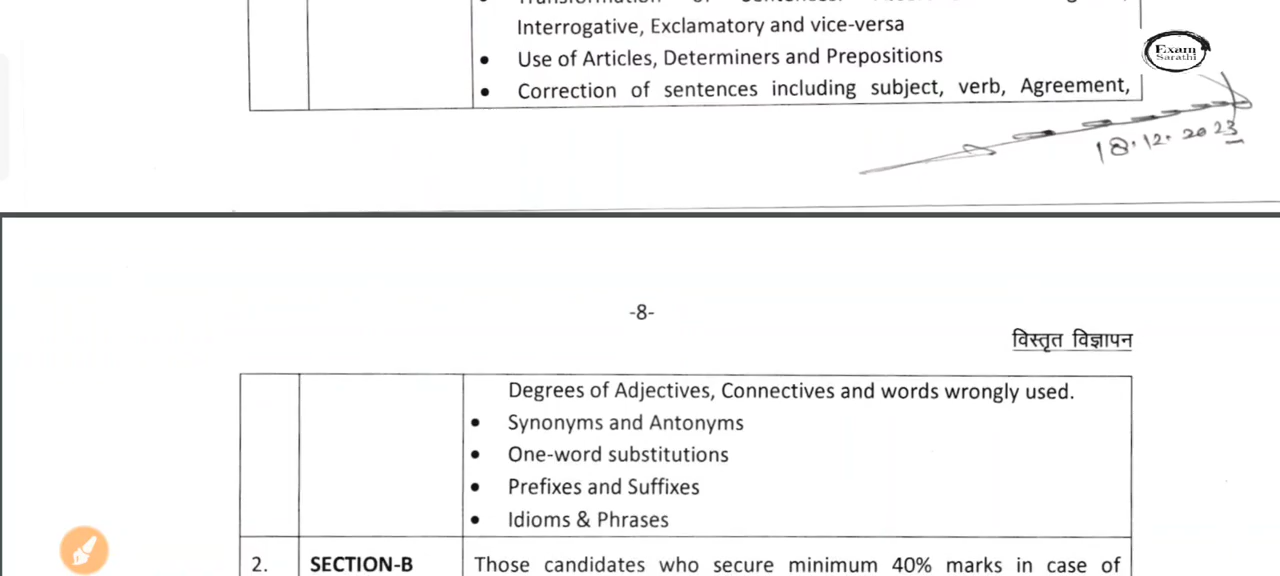 Interrogative, Exclamatory and vice-versa
• Use of Articles, Determiners and Prepositions
• Correction of sentences including subject, verb, Agreement,
Exam
Sarathi
18.12.2023
-8-
विस्तृत विज्ञापन
Degrees of Adjectives, Connectives and words wrongly used.
• Synonyms and Antonyms
• One-word substitutions
• Prefixes and Suffixes
• Idioms & Phrases
2. SECTION-B Those candidates who secure minimum 40% marks in case of